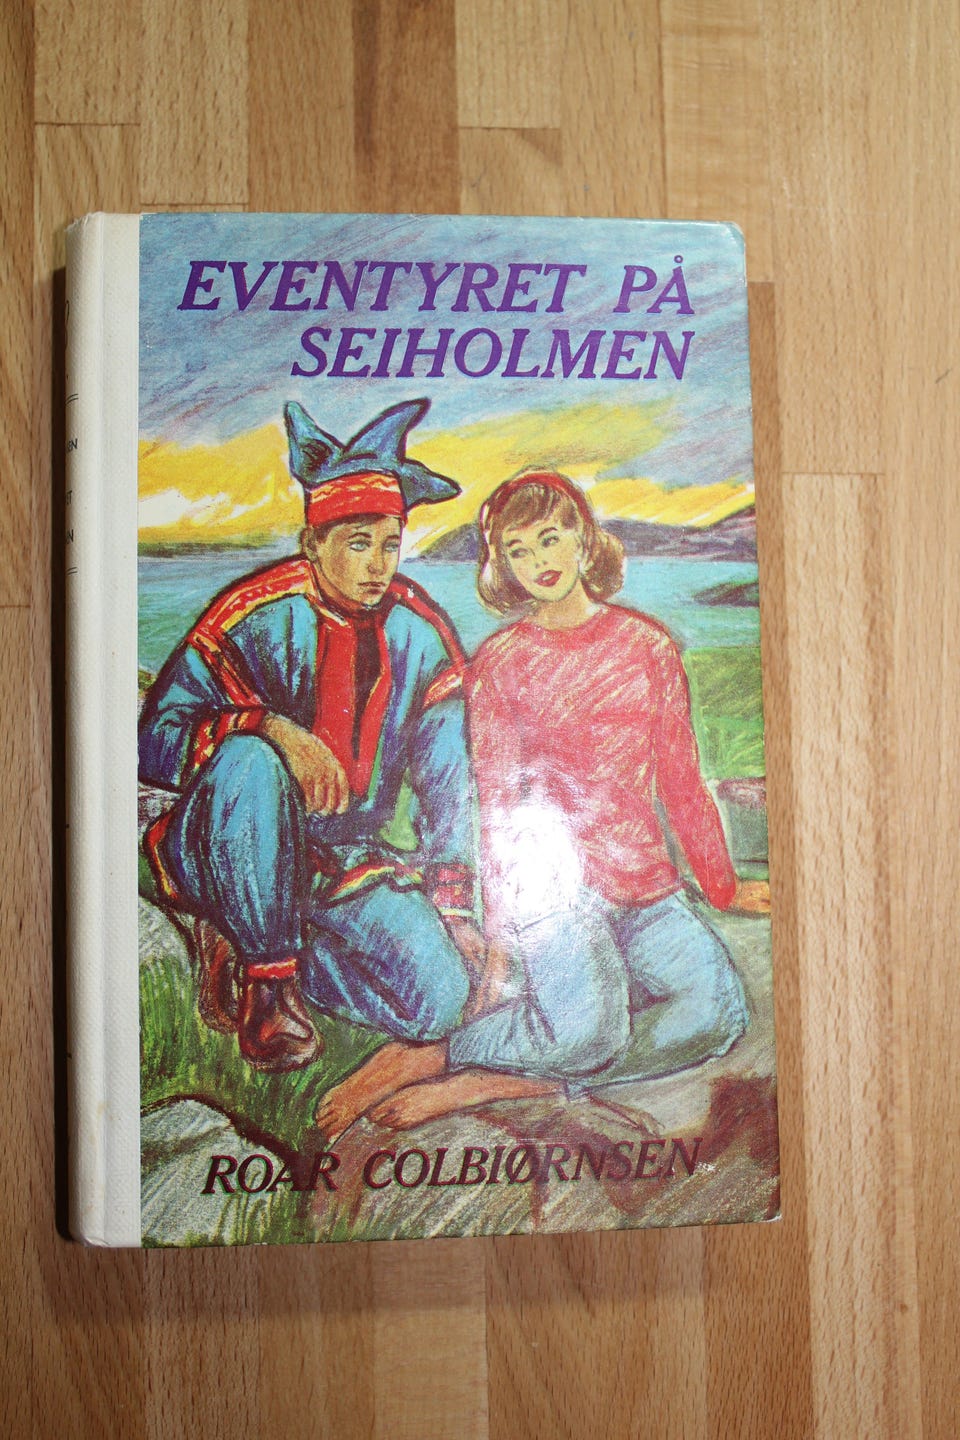 EVENTYRET PÅ
SEIHOLMEN
ROAR COLBIØRNSEN